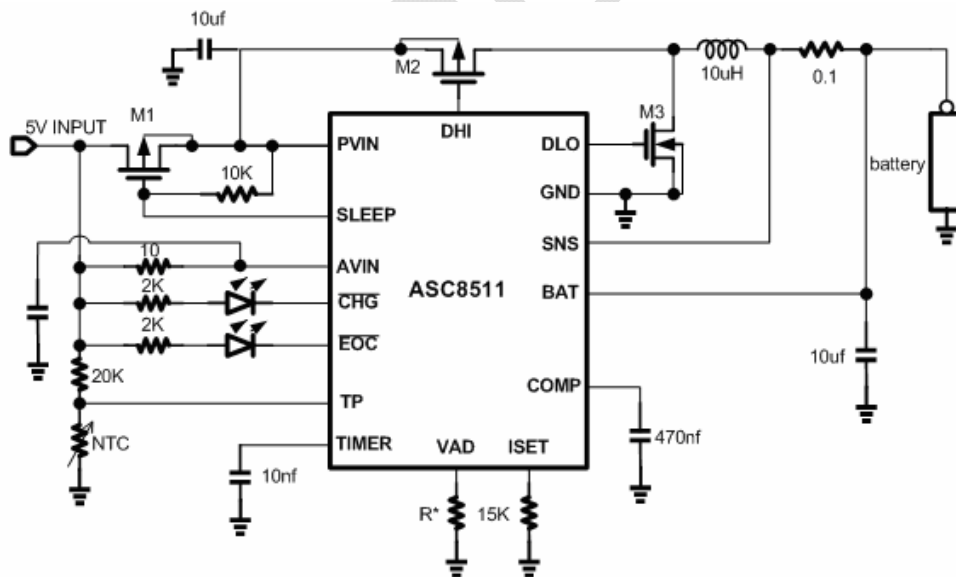 10uf
M2
10uH
0.1
M1
5V INPUT
DHI
M3
PVIN
DLO
10K
battery
GND
SLEEP
SNS
10
AVIN
ASC8511
2K
CHG
BAT
2K
EOC
10uf
20K
COMP
TP
NTC
TIMER
VAD
ISET
470nf
10nf
R*
15K